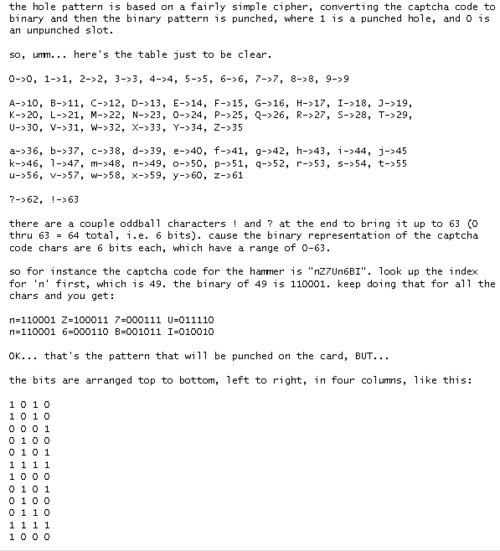 the hole pattern is based on a fairly simple cipher, converting the captcha code to
binary and then the binary pattern is punched, where 1 is a punched hole, and 0 is
an unpunched slot.
so, umm... here's the table just to be clear.
0->0, 1->1, 2->2, 3->3, 4->4, 5->5, 6->6, 7->7, 8->8, 9->9
A->10, B->11, C->12, D->13, E->14, F->15, G->16, H->17, I->18, J->19,
K->20, L->21, M->22, N->23, O->24, P->25, Q->26, R->27, S->28, T->29,
U->30, V->31, W->32, X->33, Y->34, Z->35
a->36, b->37, c->38, d->39, e->40, f->41, g->42, h->43, i->44, j->45
k->46, l->47, m->48, n->49, o->50, p->51, q->52, r->53, s->54, t->55
u->56, v->57, w->58, x->59, y->60, z->61
?->62, !->63
there are a couple oddball characters ! and ? at the end to bring it up to 63 (0
thru 63 = 64 total, i.e. 6 bits). cause the binary representation of the captcha
code chars are 6 bits each, which have a range of 0-63.
so for instance the captcha code for the hammer is "nZ7Un6BI". look up the index
for 'n' first, which is 49. the binary of 49 is 110001. keep doing that for all the
chars and you get:
n=110001 Z=100011 7=000111 U=011110
n=110001 6=000110 B=001011 I=010010
OK... that's the pattern that will be punched on the card, BUT...
the bits are arranged top to bottom, left to right, in four columns, like this:
1 0 1 0
1 0 1 0
0 0 0 1
0 1 0 0
0 1 0 1
1 1 1 1
1 0 0 0
0 1 0 1
0 1 0 0
0 1 1 0
1 1 1 1
1 0 0 0